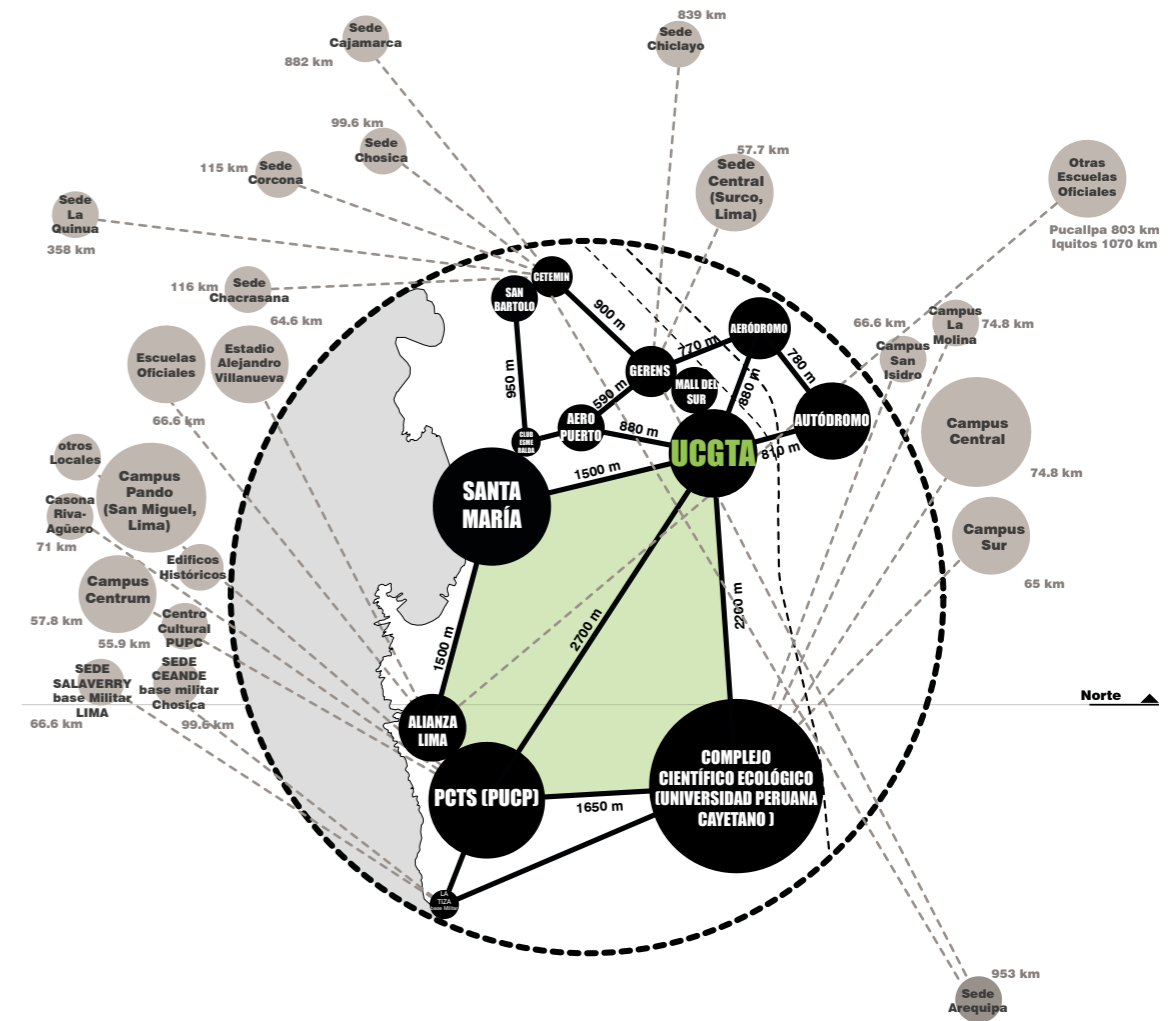 839 km
Sede
Chiclayo
Sede
Cajamarca
882 km
99.6 km
Sede
Chosica
115 km
Sede
Corcona
57.7 km
Sede
Central
(Surco,
Lima)
Otras
Escuelas
Oficiales
Pucallpa 803 km
Iquitos 1070 km
Sede
La
Quinua
358 km
116 km
Sede
Chacrasana
CETEMIN
SAN
BARTOLO
900 m
64.6 km
Escuelas
Oficiales
Estadio
Alejandro
Villanueva
66.6 km
AERÓDROMO
770 m
780 m
GERENS
MALL DEL
SUR
880 m
950 m
590 m
66.6 km
Campus
La
Molina
74.8 km
Campus
San
Isidro
AERO
PUERTO
CLUB
ESME
RALDA
880 m
UCGTA
810 m
AUTÓDROMO
Campus
Central
74.8 km
1500 m
SANTA
MARÍA
otros
Locales
Campus
Pando
(San Miguel,
Lima)
Casona
Riva-
Agüero
71 km
Edificos
Históricos
Campus
Sur
65 km
Campus
Centrum
57.8 km
Centro
Cultural
PUPC
55.9 km
2700 m
2200 m
1500 m
SEDE
SALAVERRY
base Militar
LIMA
66.6 km
SEDE
CEANDE
base militar
Chosica
99.6 km
Norte
ALIANZA
LIMA
PCTS (PUCP)
1650 m
COMPLEJO
CIENTÍFICO ECOLÓGICO
(UNIVERSIDAD PERUANA
CAYETANO )
LA
TIZA
base Militar
953 km
Sede
Arequipa